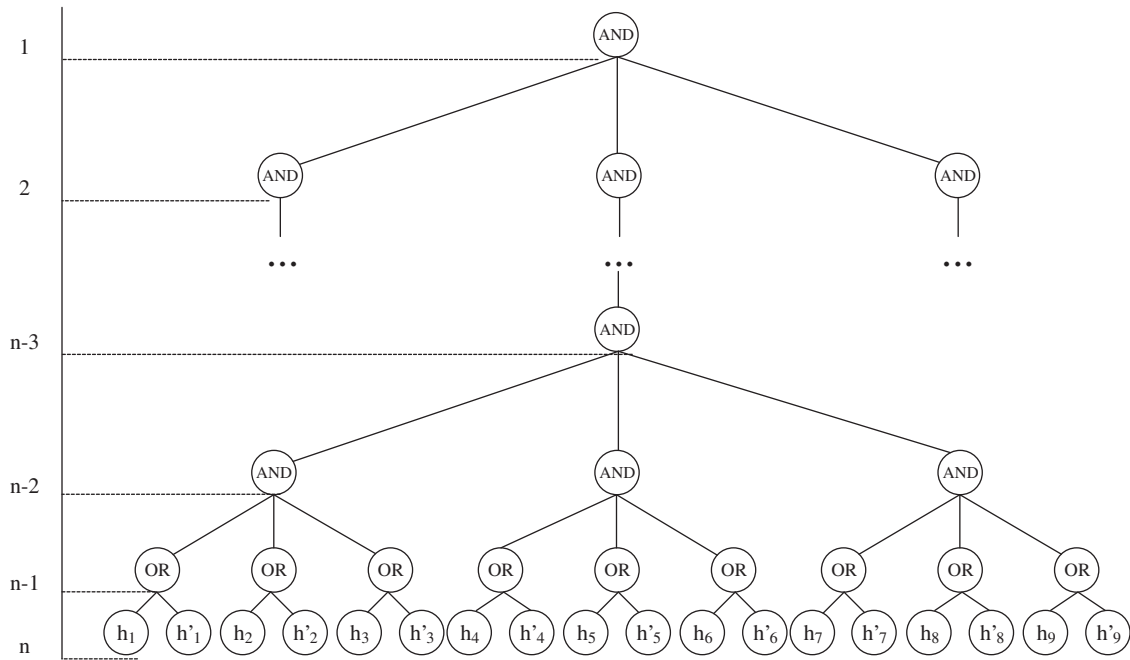 1
AND
2
AND AND AND
... ... ...
n-3
AND
n-2
AND AND AND
n-1
OR OR OR OR OR OR OR OR OR
n
h1 h'1 h2 h'2 h3 h'3 h4 h'4 h5 h'5 h6 h'6 h7 h'7 h8 h'8 h9 h'9